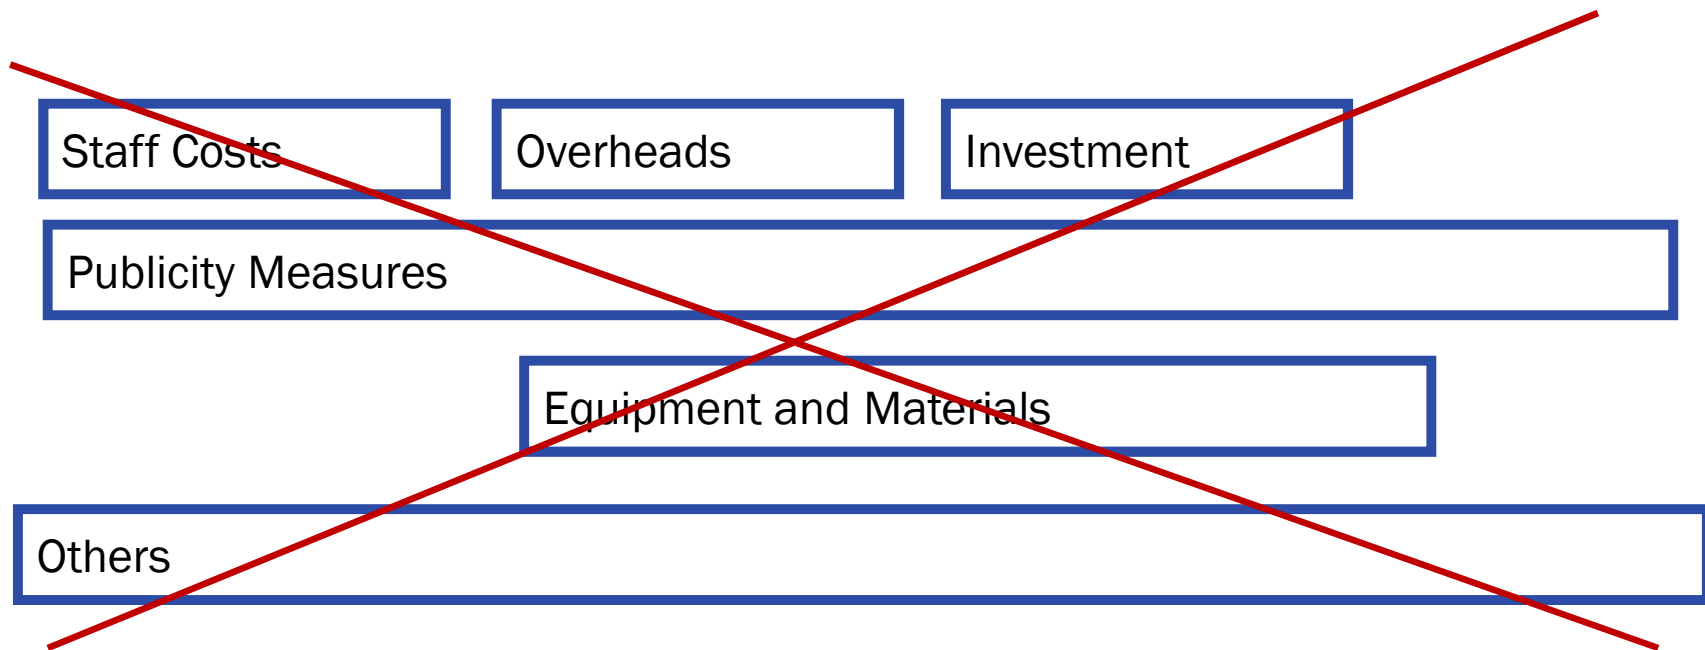 Staff Costs Overheads Investment
Publicity Measures
Equipment and Materials
Others